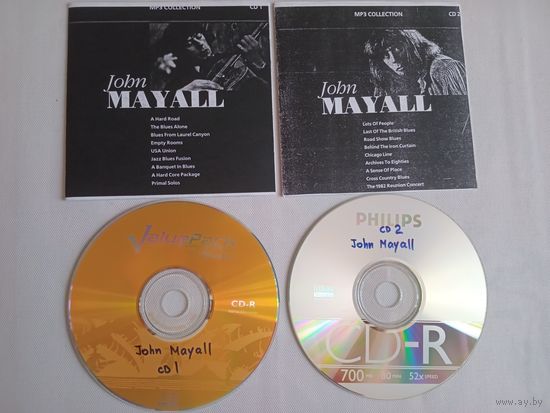 MP3 COLLECTION CD 1
John
MAYALL
A Hard Road
The Blues Alone
Blues From Laurel Canyon
Empty Rooms
USA Union
Jazz Blues Fusion
A Banquet In Blues
A Hard Core Package
Primal Solos
MP3 COLLECTION CD 2
John
MAYALL
Lots Of People
Last Of The British Blues
Road Show Blues
Behind The Iron Curtain
Chicago Line
Archives To Eighties
A Sense Of Place
Cross Country Blues
The 1982 Reunion Concert
ValuePack
CD-R
John Mayall
CD 1
PHILIPS
CD 2
John Mayall
CD-R
700 MB 80 MIN 52x SPEED
www.ay.by